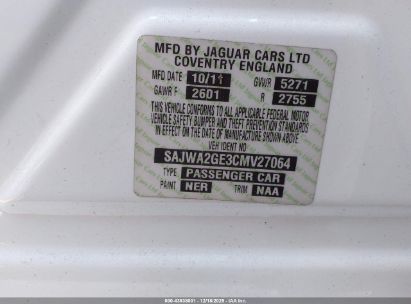 MFD BY JAGUAR CARS LTD
COVENTRY ENGLAND
MFD DATE 10/11 GVWR 5271
GAWR F 2601 R 2755
THIS VEHICLE CONFORMS TO ALL APPLICABLE FEDERAL MOTOR
VEHICLE SAFETY BUMPER AND THEFT PREVENTION STANDARDS
IN EFFECT ON THE DATE OF MANUFACTURE SHOWN ABOVE
VEH IDENT NO
SAJWA2GE3CMV27064
TYPE PASSENGER CAR
PAINT NER TRIM NAA